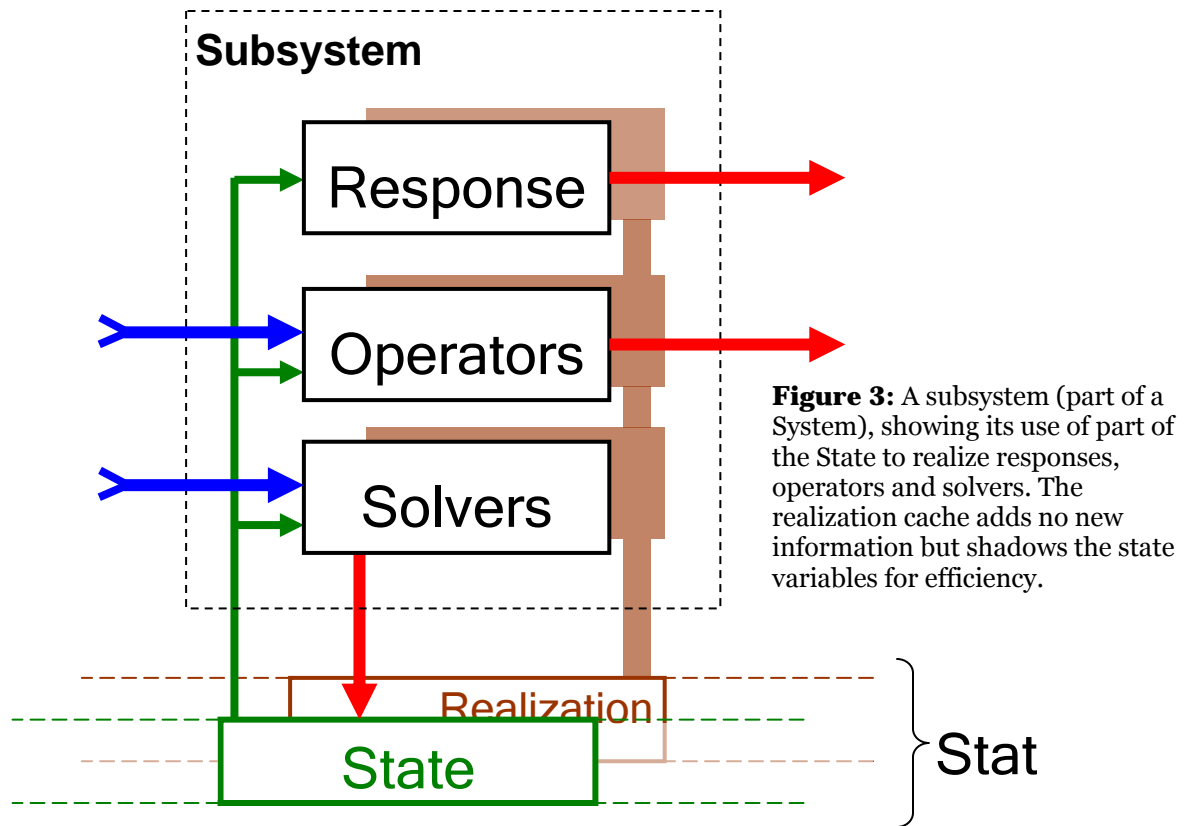 Subsystem
Response
Operators
Solvers
Figure 3: A subsystem (part of a
System), showing its use of part of
the State to realize responses,
operators and solvers. The
realization cache adds no new
information but shadows the state
variables for efficiency.
Realization
State
Stat